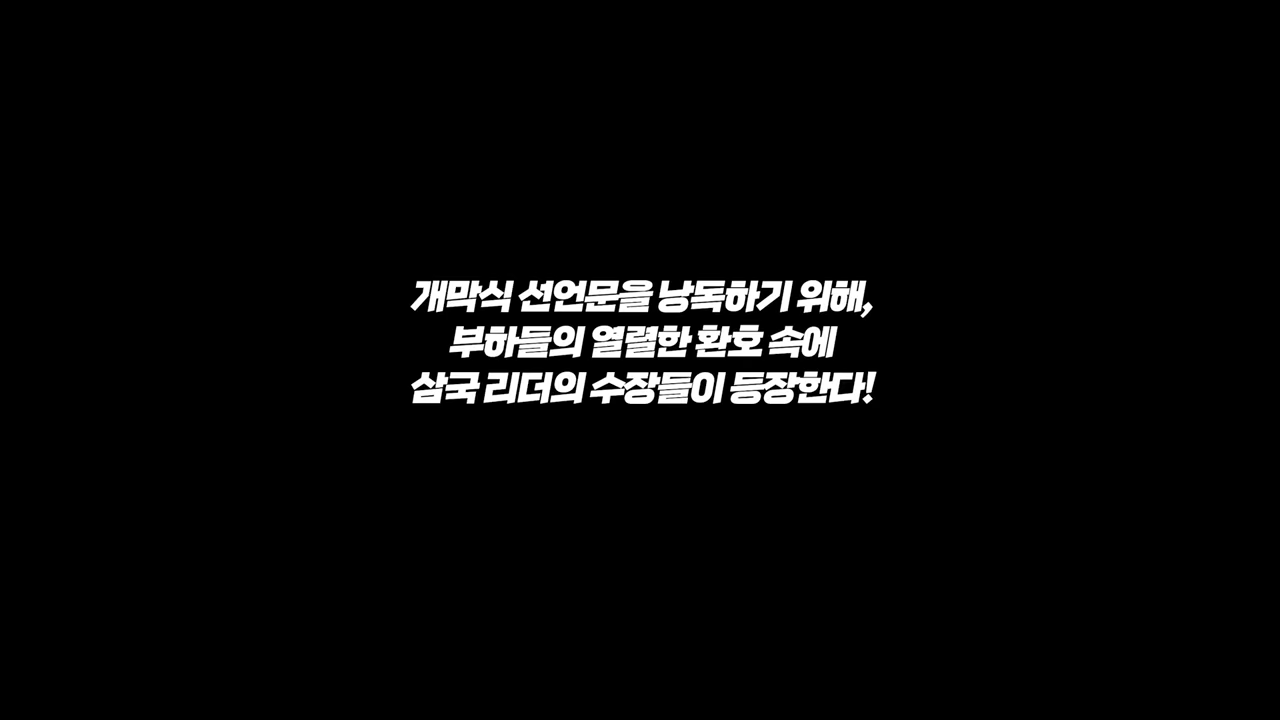 개막식 선언문을 낭독하기 위해,
부하들의 열렬한 환호 속에
삼국 리더의 수장들이 등장한다!